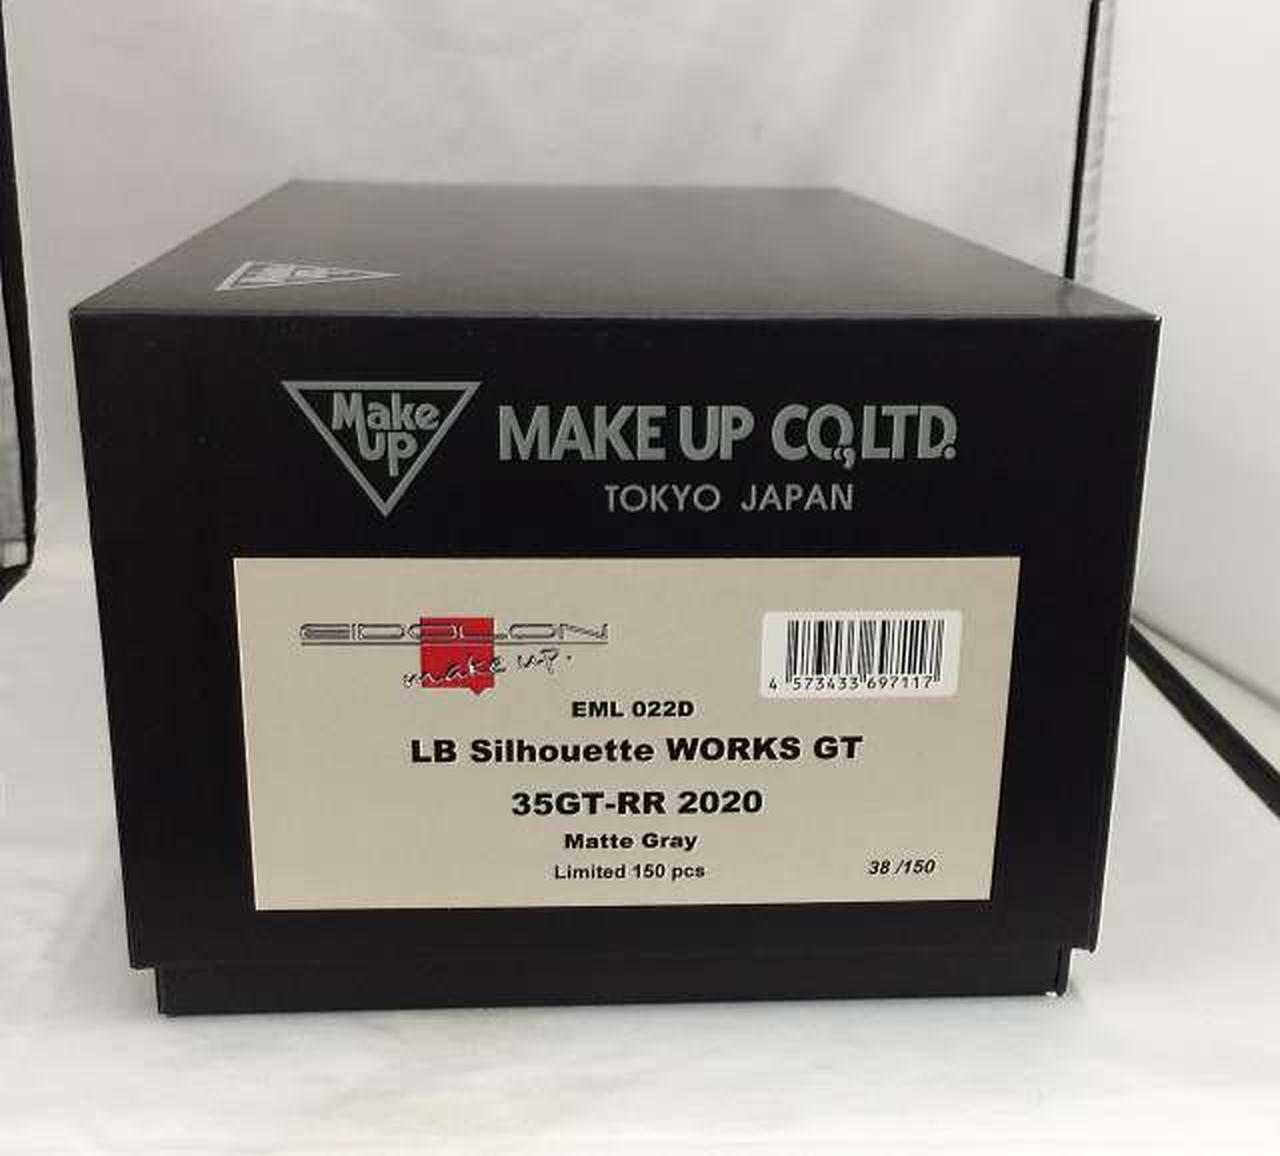 Make
up
MAKE UP CO., LTD.
TOKYO JAPAN
EIDOLON
make up.
4 573433 697117
EML 022D
LB Silhouette WORKS GT
35GT-RR 2020
Matte Gray
Limited 150 pcs
38 /150